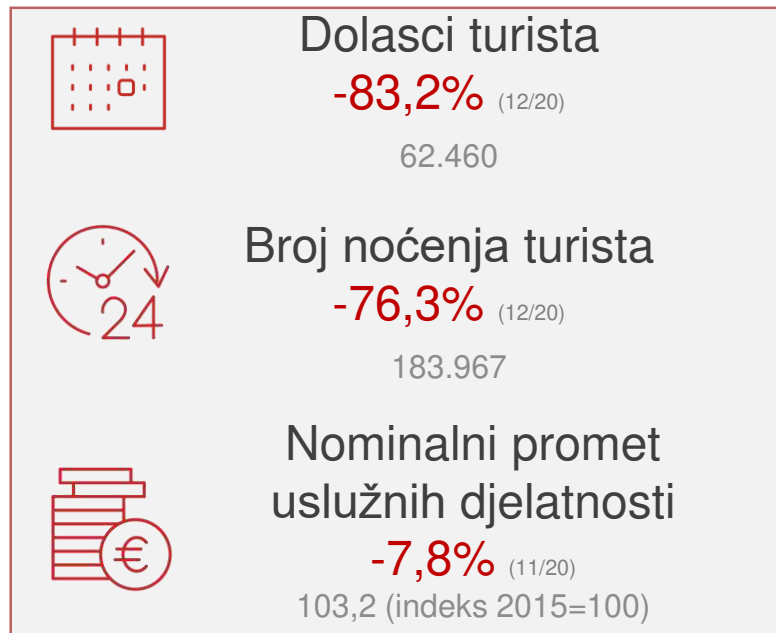 Dolasci turista
-83,2% (12/20)
62.460
Broj noćenja turista
-76,3% (12/20)
24
183.967
Nominalni promet
uslužnih djelatnosti
-7,8% (11/20)
€
103,2 (indeks 2015=100)